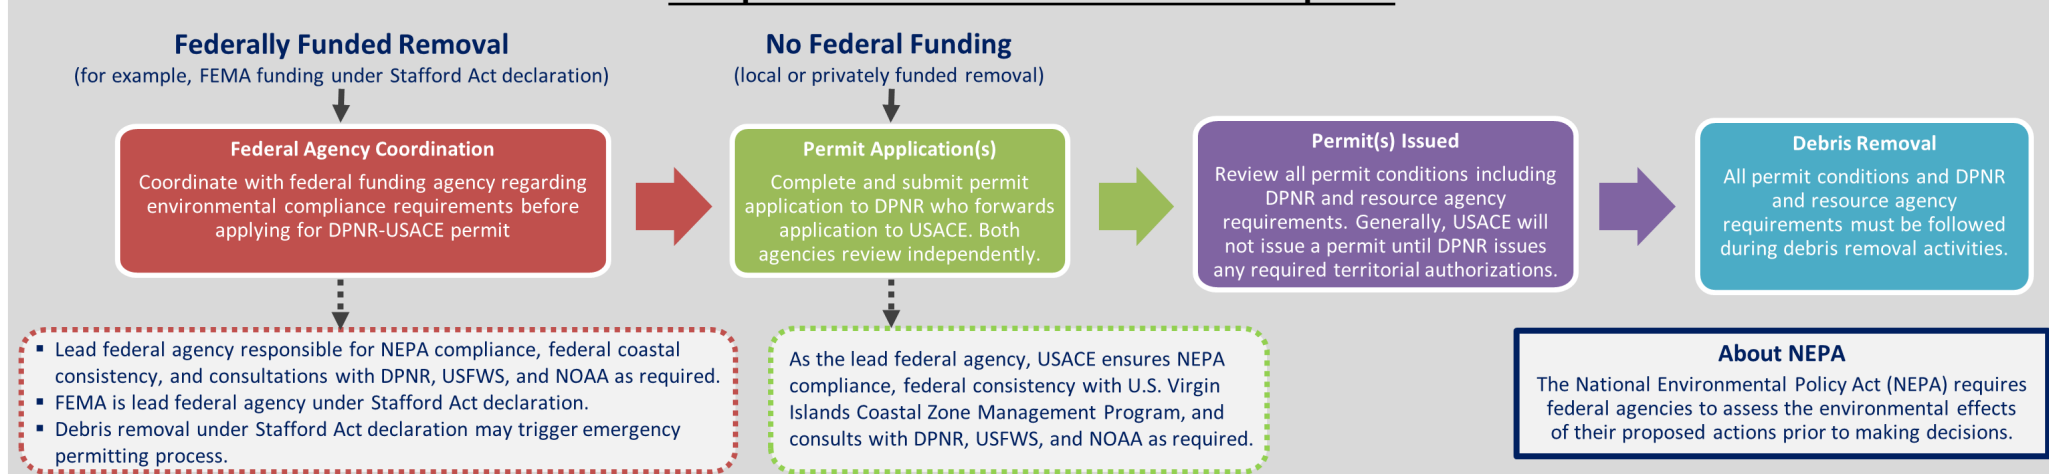 Federally Funded Removal
(for example, FEMA funding under Stafford Act declaration)
No Federal Funding
(local or privately funded removal)
Federal Agency Coordination
Coordinate with federal funding agency regarding
environmental compliance requirements before
applying for DPNR-USACE permit
Permit Application(s)
Complete and submit permit
application to DPNR who forwards
application to USACE. Both
agencies review independently.
Permit(s) Issued
Review all permit conditions including
DPNR and resource agency
requirements. Generally, USACE will
not issue a permit until DPNR issues
any required territorial authorizations.
Debris Removal
All permit conditions and DPNR
and resource agency
requirements must be followed
during debris removal activities.
▪ Lead federal agency responsible for NEPA compliance, federal coastal
consistency, and consultations with DPNR, USFWS, and NOAA as required.
▪ FEMA is lead federal agency under Stafford Act declaration.
▪ Debris removal under Stafford Act declaration may trigger emergency
permitting process.
As the lead federal agency, USACE ensures NEPA
compliance, federal consistency with U.S. Virgin
Islands Coastal Zone Management Program, and
consults with DPNR, USFWS, and NOAA as required.
About NEPA
The National Environmental Policy Act (NEPA) requires
federal agencies to assess the environmental effects
of their proposed actions prior to making decisions.